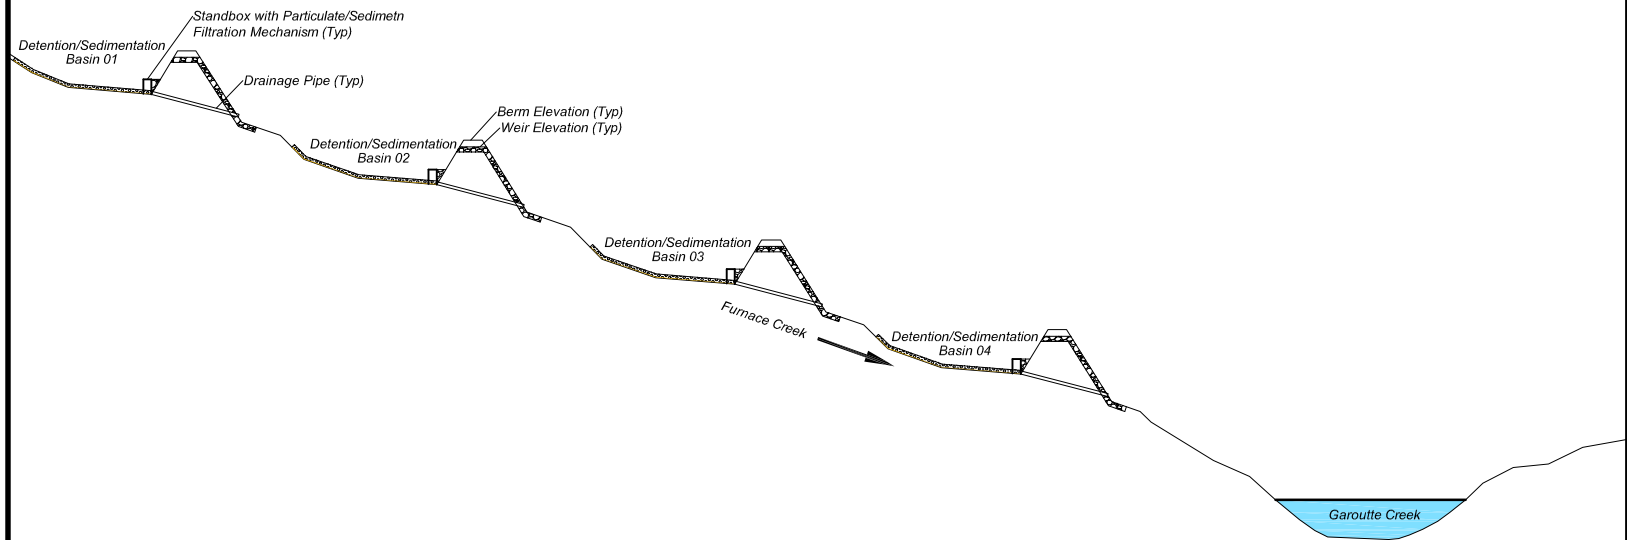 Standbox with Particulate/Sedimetn
Filtration Mechanism (Typ)
Detention/Sedimentation
Basin 01
Drainage Pipe (Typ)
Berm Elevation (Typ)
Weir Elevation (Typ)
Detention/Sedimentation
Basin 02
Detention/Sedimentation
Basin 03
Furnace Creek
Detention/Sedimentation
Basin 04
Garoutte Creek